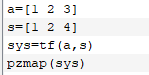 a=[1 2 3]
s=[1 2 4]
sys=tf(a,s)
pzmap(sys)